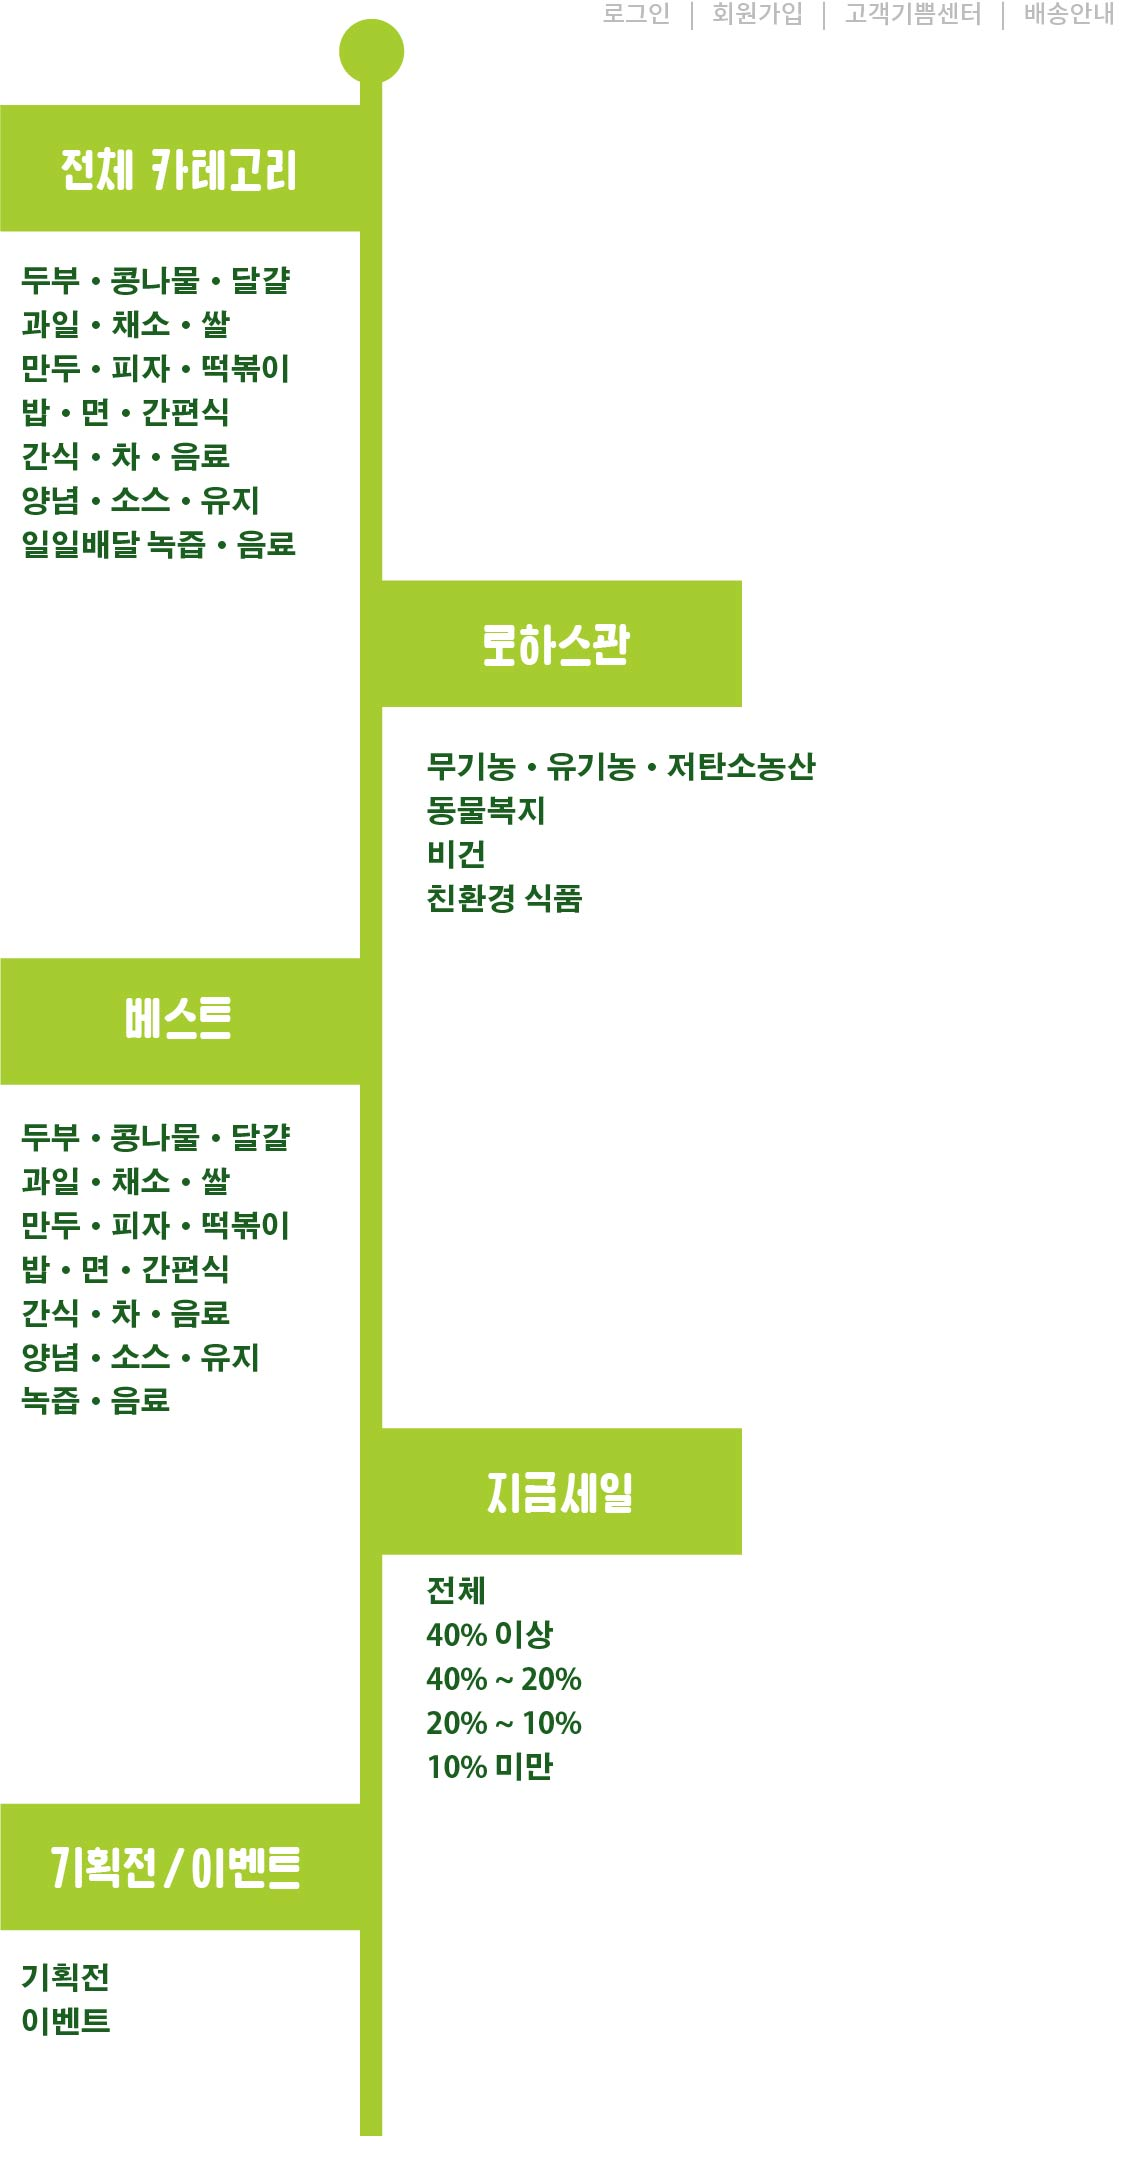 로그인 | 회원가입 | 고객기쁨센터 | 배송안내
전체 카테고리
두부・콩나물・달걀
과일・채소・쌀
만두・피자・떡볶이
밥・면・간편식
간식・차・음료
양념・소스・유지
일일배달 녹즙・음료
로하스관
무기농・유기농・저탄소농산
동물복지
비건
친환경 식품
베스트
두부・콩나물・달걀
과일・채소・쌀
만두・피자・떡볶이
밥・면・간편식
간식・차・음료
양념・소스・유지
녹즙・음료
지금세일
전체
40% 이상
40% ~ 20%
20% ~ 10%
10% 미만
기획전/이벤트
기획전
이벤트